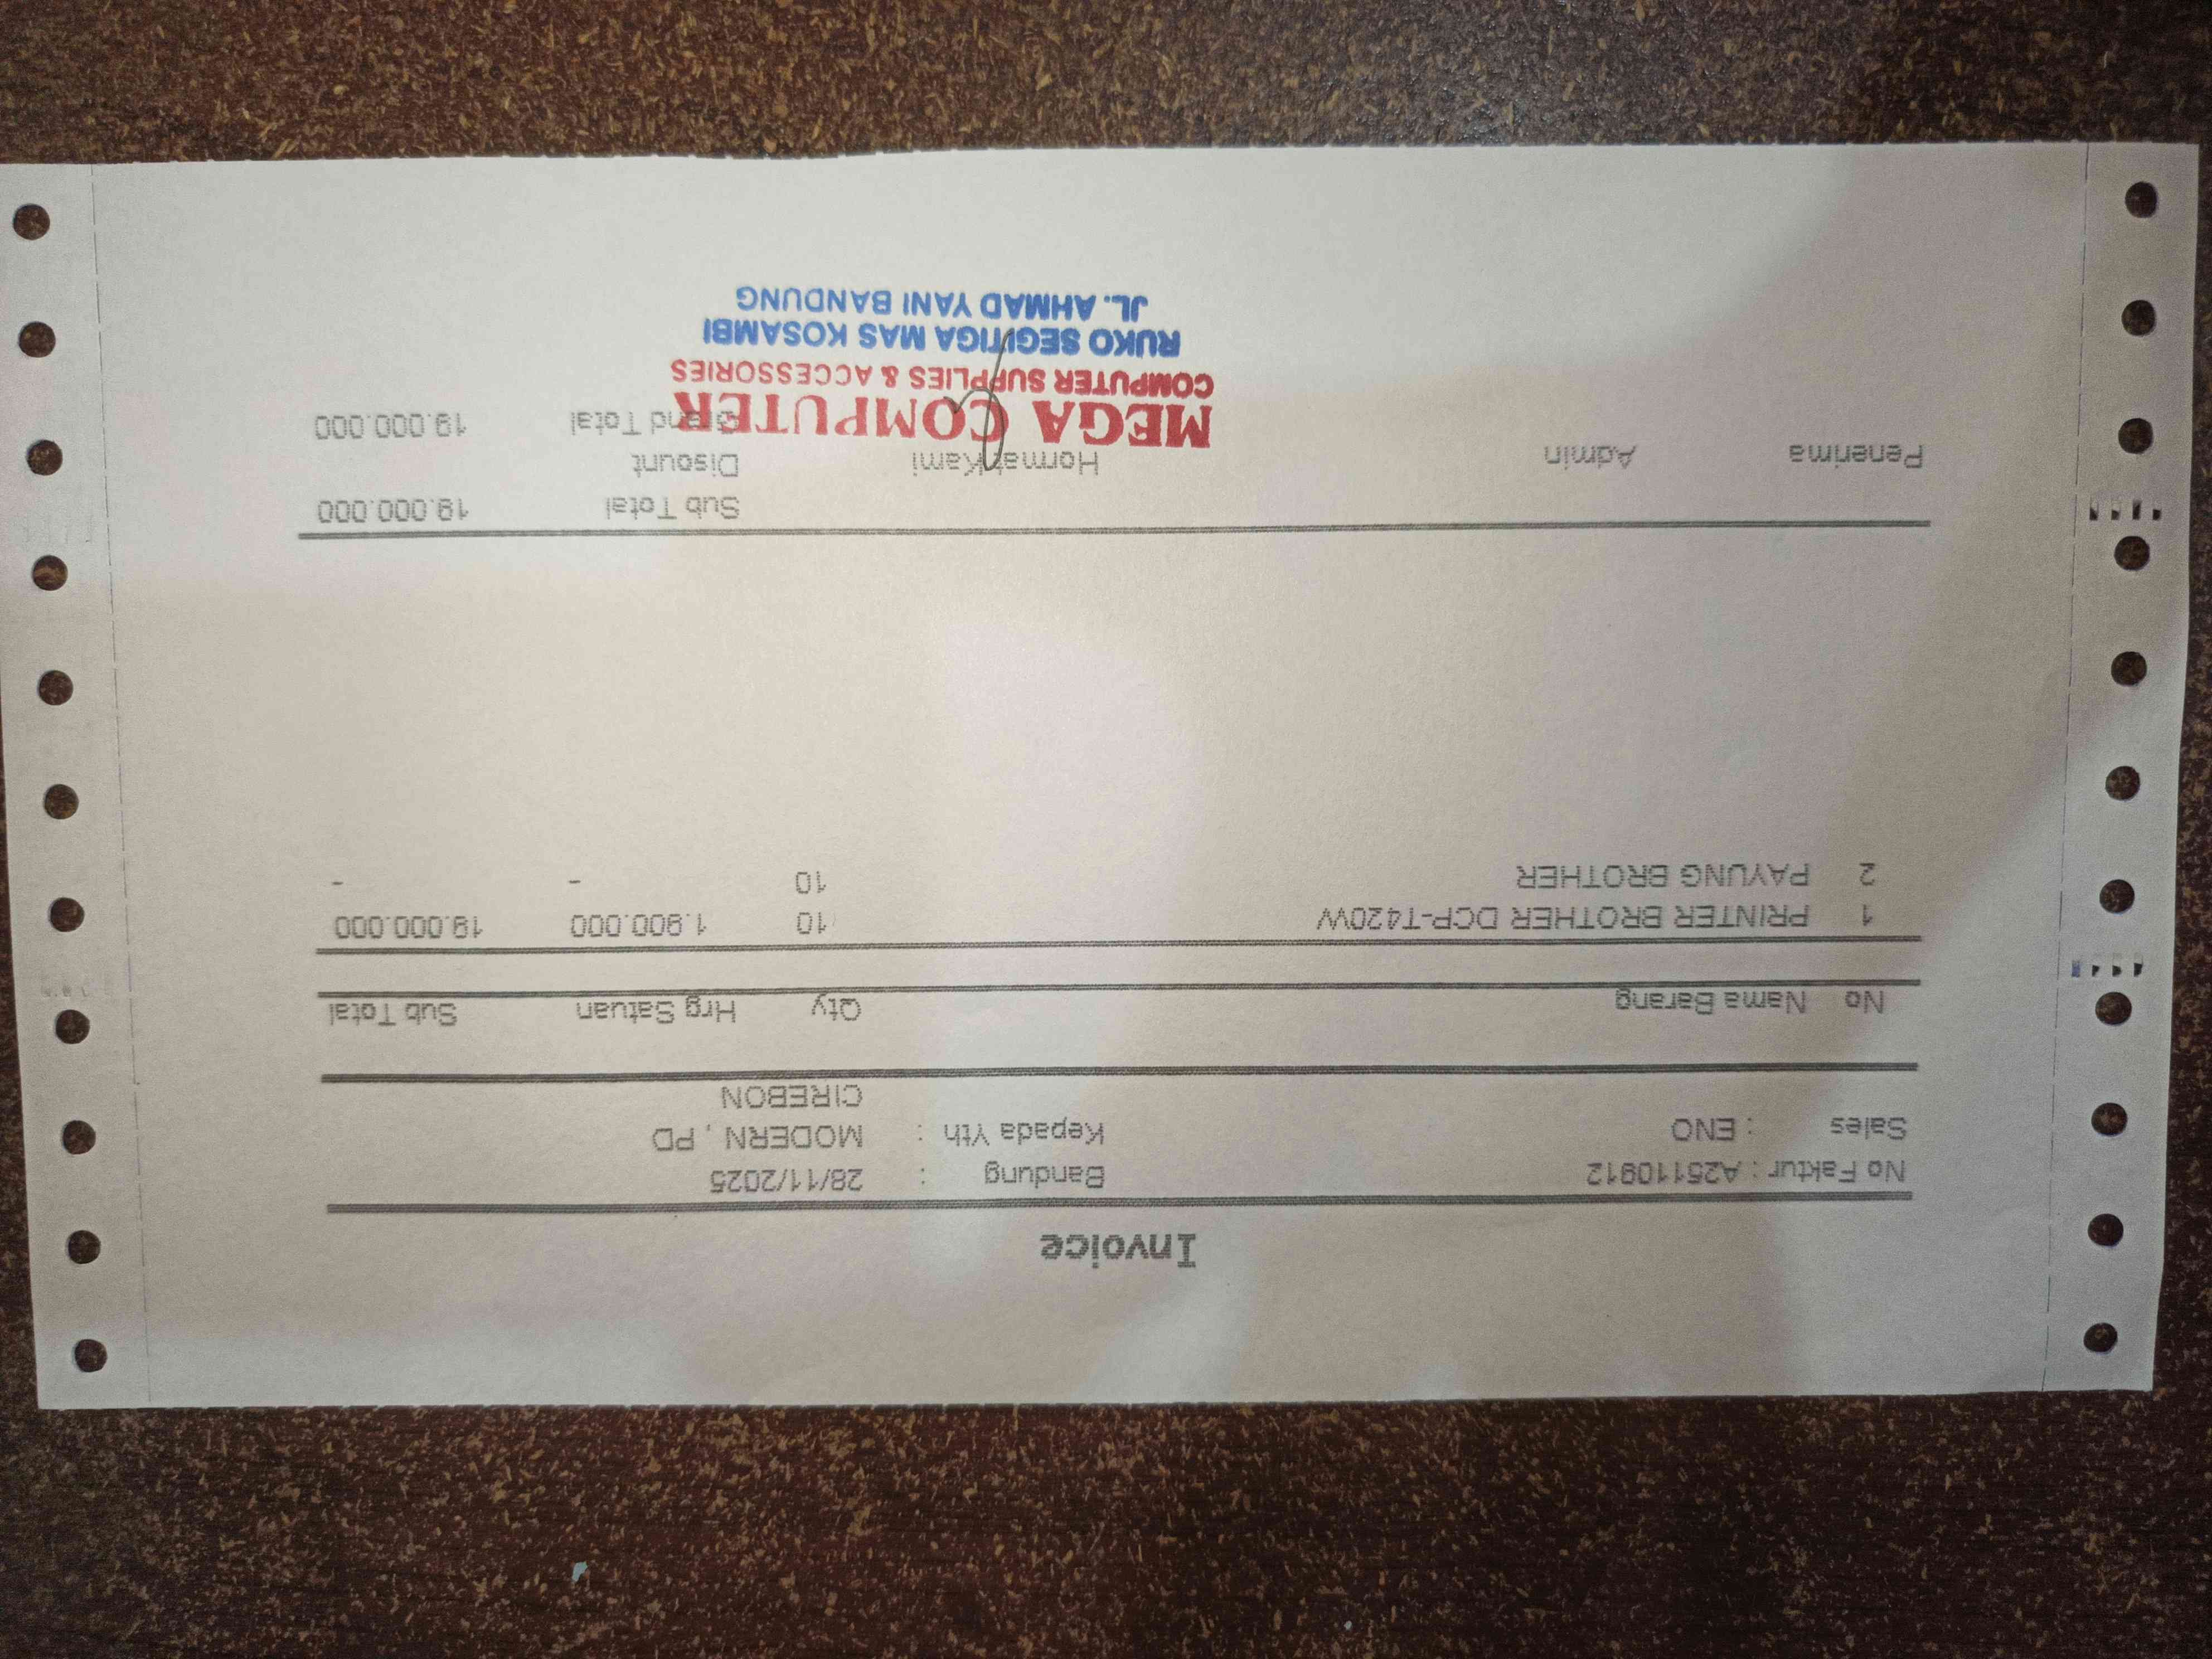 Invoice
No Faktur : A25110912 Bandung : 28/11/2025
Sales : ENO Kepada Yth : MODERN , PD
CIREBON
No Nama Barang Qty Hrg Satuan Sub Total
1 PRINTER BROTHER DCP-T420W 10 1.900.000 19.000.000
2 PAYUNG BROTHER 10 - -
Sub Total 19.000.000
Penerima Admin Hormat Kami Disount
Grand Total 19.000.000
MEGA COMPUTER
COMPUTER SUPPLIES & ACCESSORIES
RUKO SEGITIGA MAS KOSAMBI
JL. AHMAD YANI BANDUNG